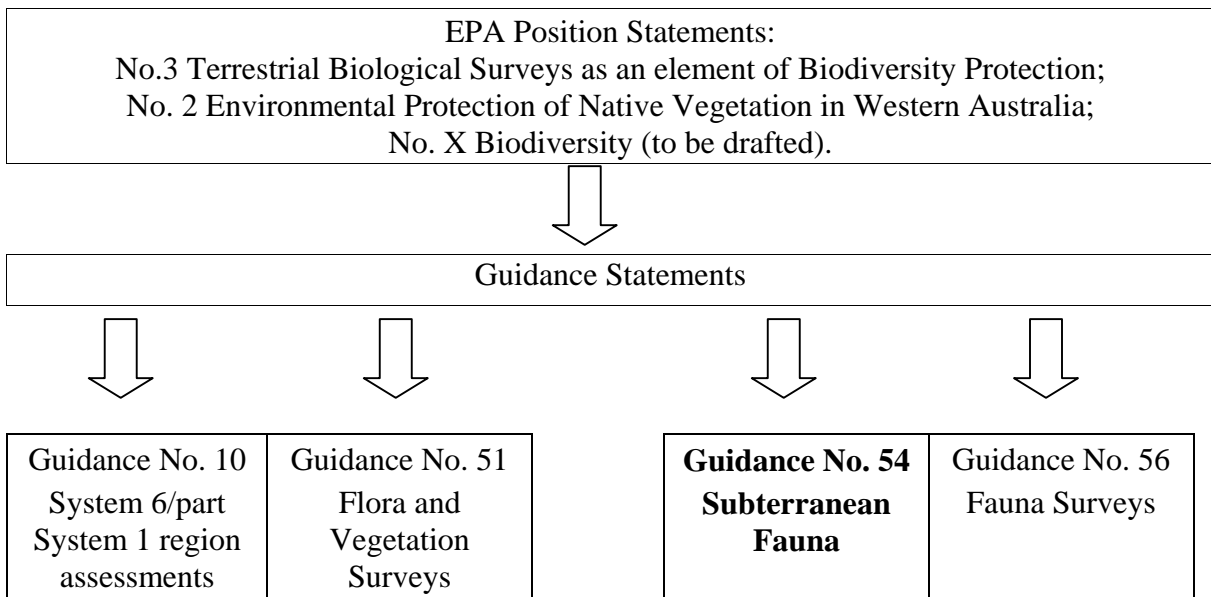 EPA Position Statements:
No.3 Terrestrial Biological Surveys as an element of Biodiversity Protection;
No. 2 Environmental Protection of Native Vegetation in Western Australia;
No. X Biodiversity (to be drafted).
Guidance Statements
Guidance No. 10
System 6/part
System 1 region
assessments
Guidance No. 51
Flora and
Vegetation
Surveys
Guidance No. 54
Subterranean
Fauna
Guidance No. 56
Fauna Surveys